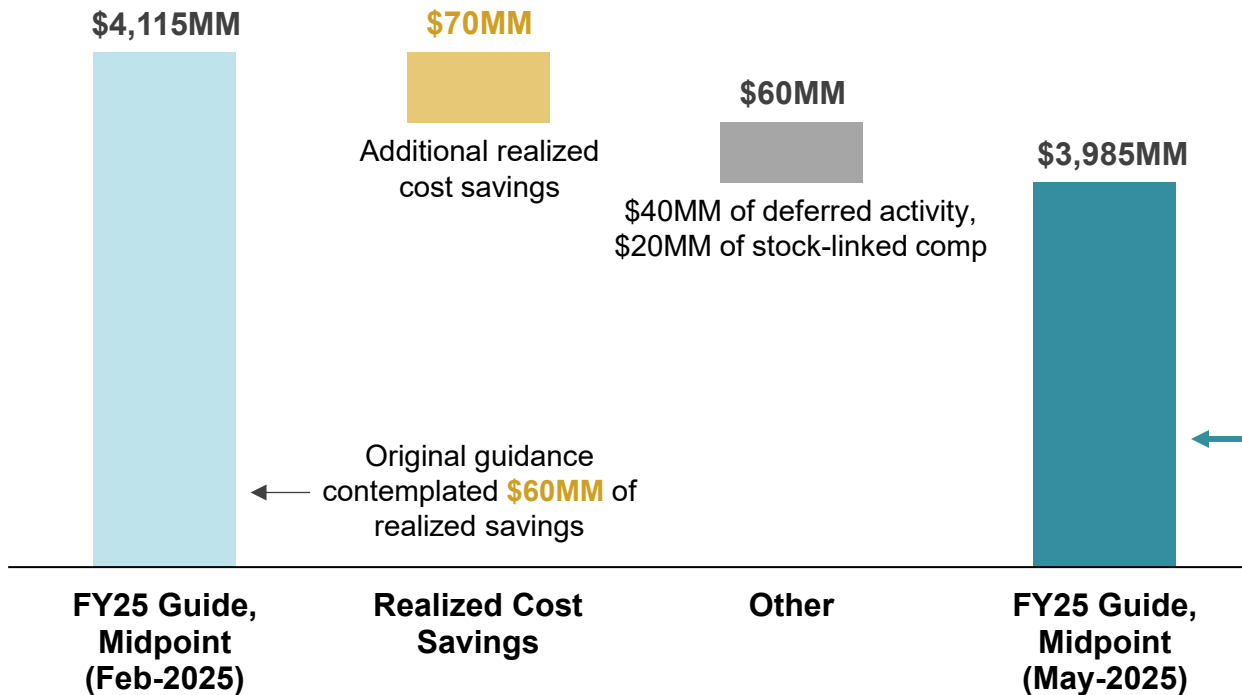 $4,115MM
$70MM
$60MM
$3,985MM
Additional realized
cost savings
$40MM of deferred activity,
$20MM of stock-linked comp
Original guidance
contemplated $60MM of
realized savings
FY25 Guide,
Midpoint
(Feb-2025)
Realized Cost
Savings
Other
FY25 Guide,
Midpoint
(May-2025)